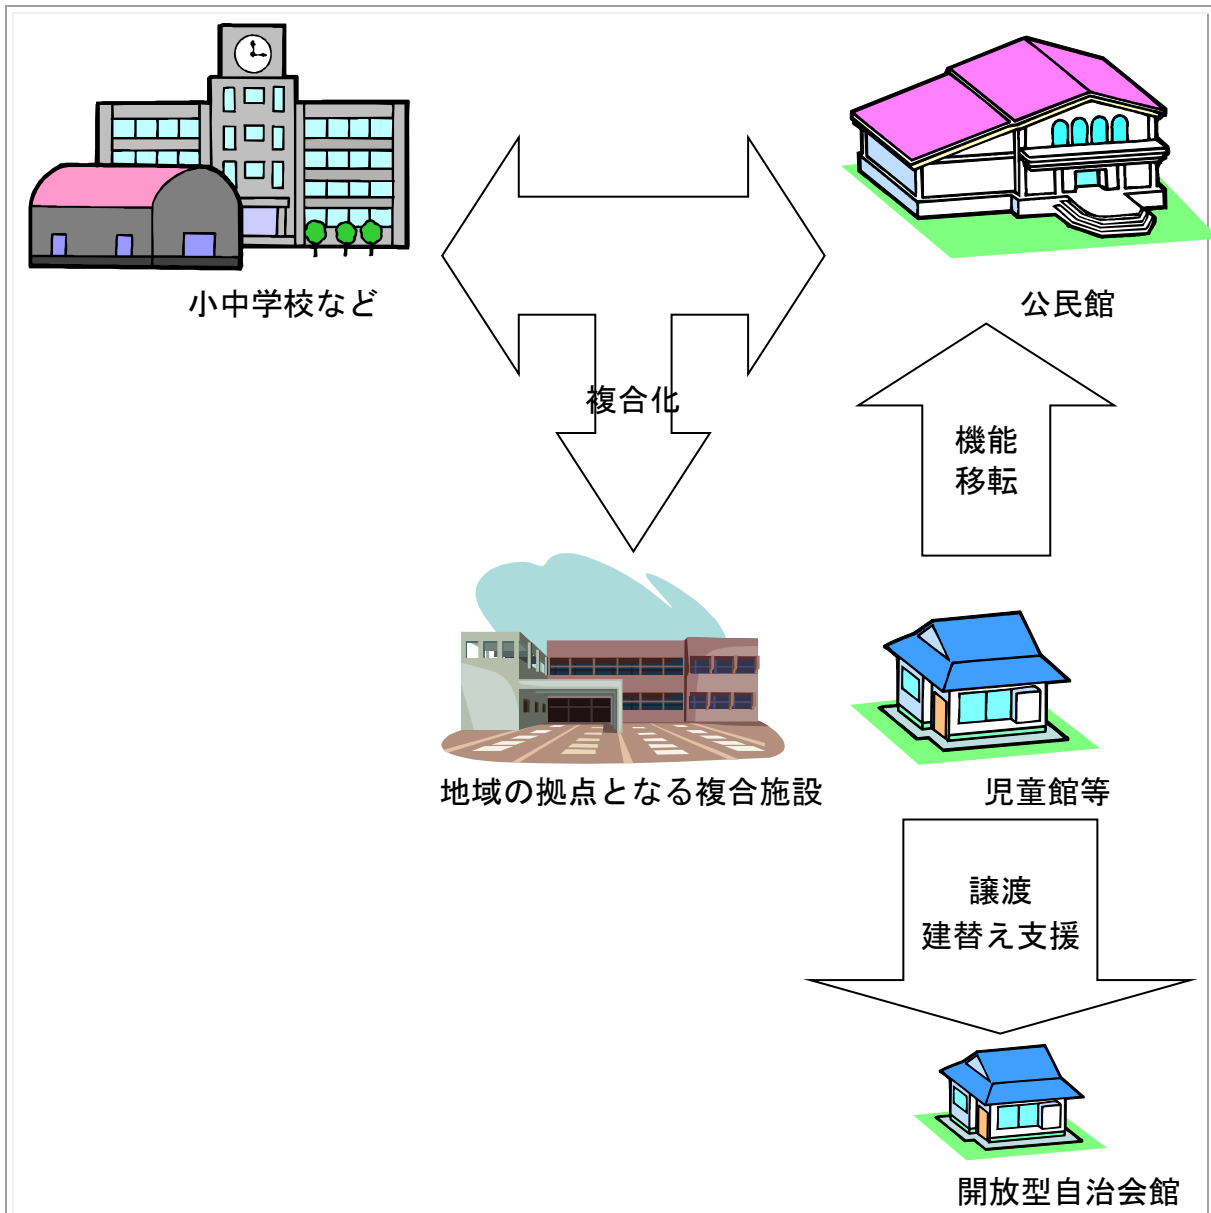 小中学校など
公民館
複合化
機能
移転
地域の拠点となる複合施設
児童館等
譲渡
建替え支援
開放型自治会館